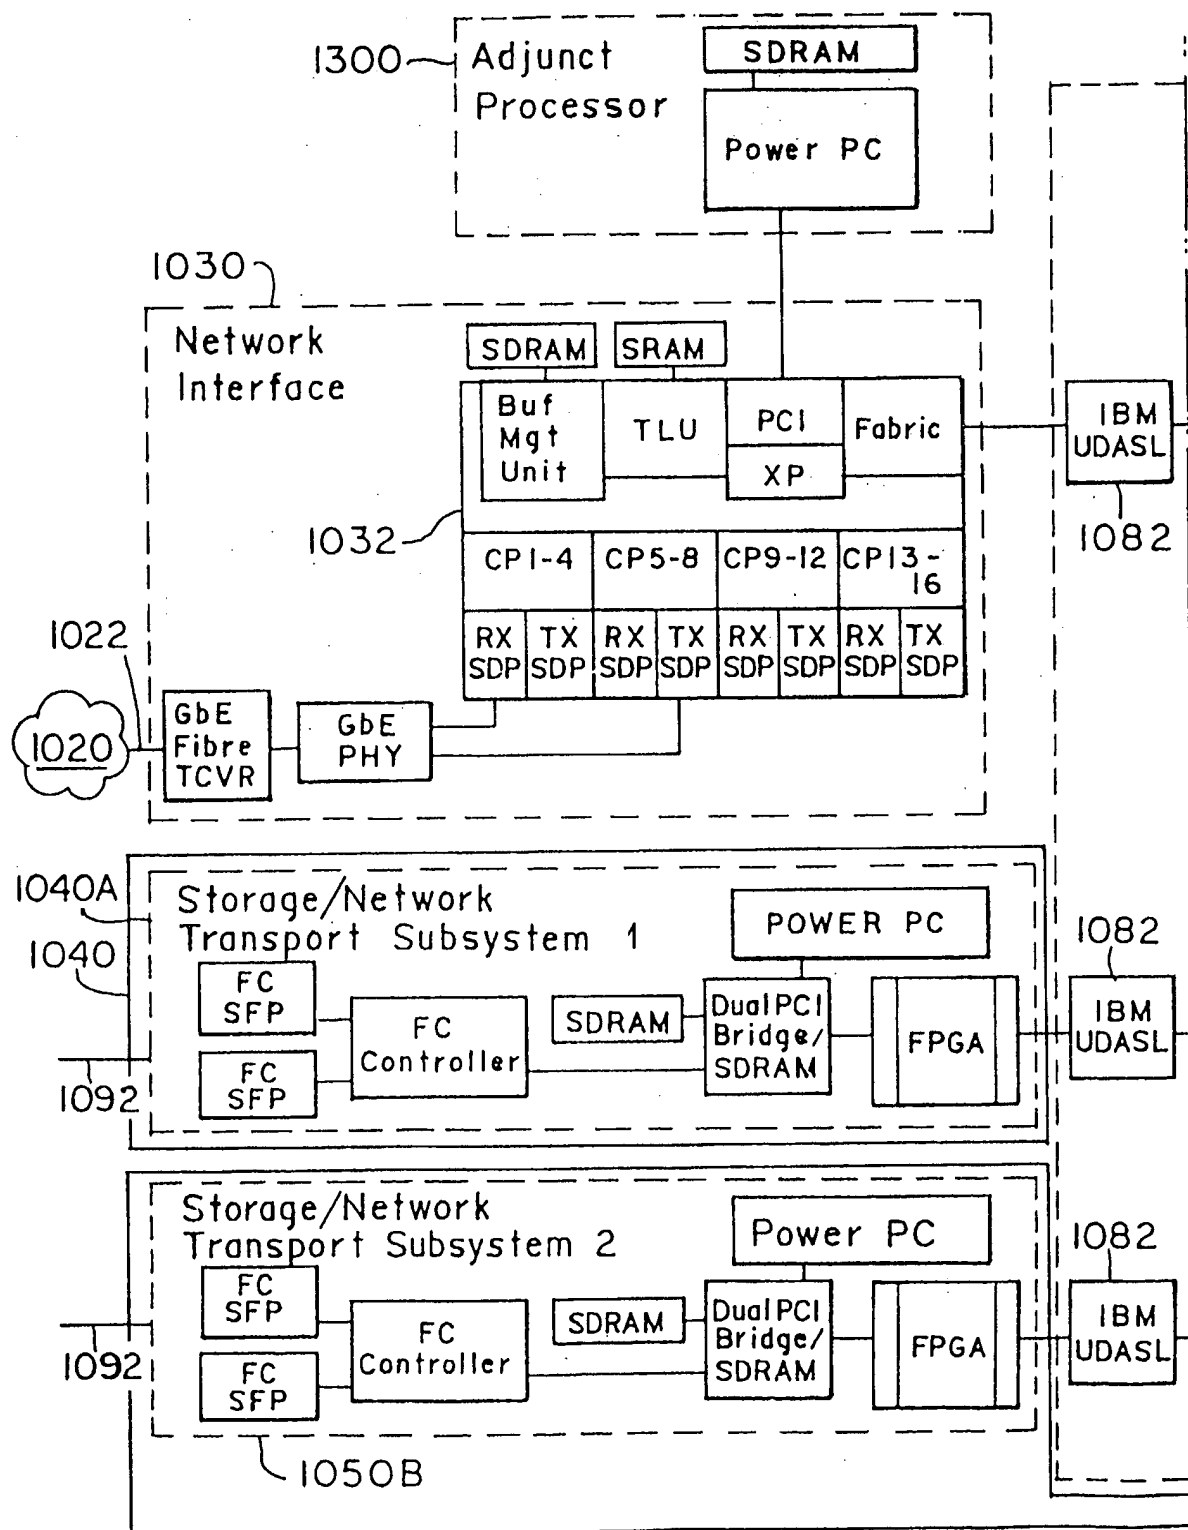 1300
Adjunct
Processor
SDRAM
Power PC
1030
Network
Interface
SDRAM
SRAM
Buf
Mgt
Unit
TLU
PCI
XP
Fabric
IBM
UDASL
1082
1032
CP1-4
CP5-8
CP9-12
CP13-
16
RX
SDP
TX
SDP
RX
SDP
TX
SDP
RX
SDP
TX
SDP
RX
SDP
TX
SDP
1022
1020
GbE
Fibre
TCVR
GbE
PHY
1040A
1040
Storage/Network
Transport Subsystem 1
POWER PC
FC
SFP
FC
SFP
FC
Controller
SDRAM
Dual PCI
Bridge/
SDRAM
FPGA
1082
IBM
UDASL
1092
Storage/Network
Transport Subsystem 2
Power PC
FC
SFP
FC
SFP
FC
Controller
SDRAM
Dual PCI
Bridge/
SDRAM
FPGA
1082
IBM
UDASL
1092
1050B